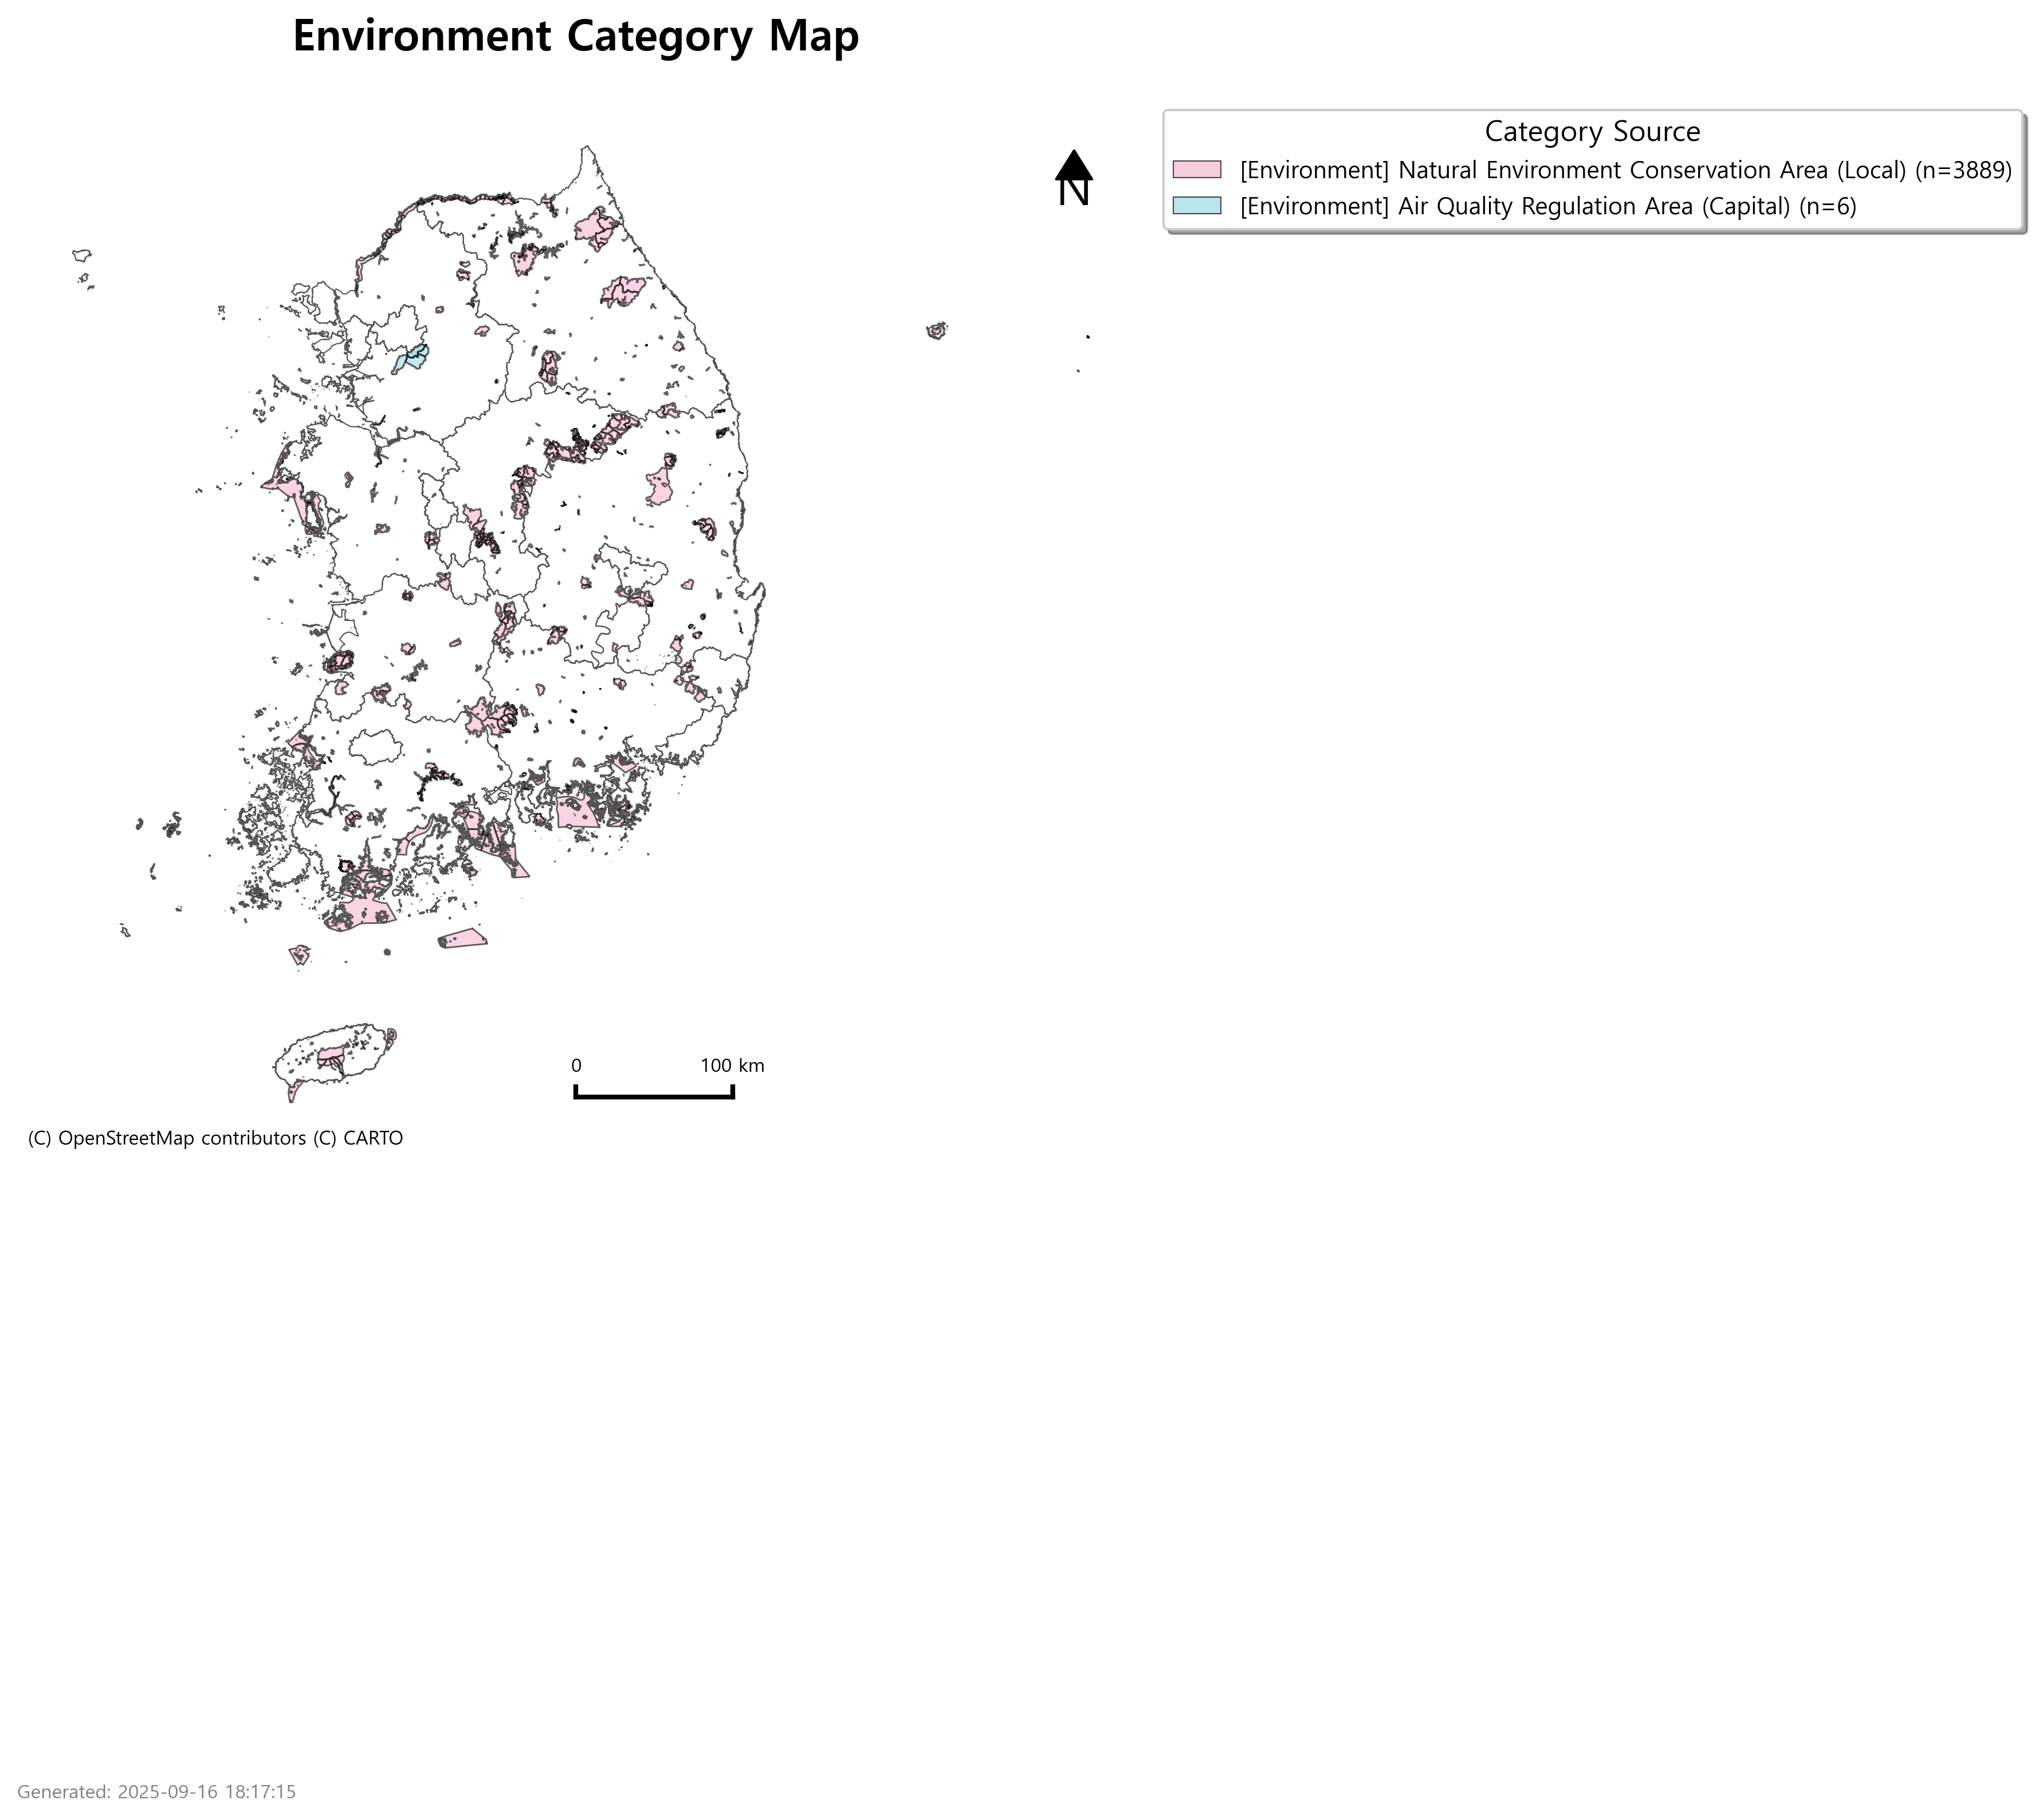 Environment Category Map
N
Category Source
[Environment] Natural Environment Conservation Area (Local) (n=3889)
[Environment] Air Quality Regulation Area (Capital) (n=6)
0 100 km
(C) OpenStreetMap contributors (C) CARTO
Generated: 2025-09-16 18:17:15